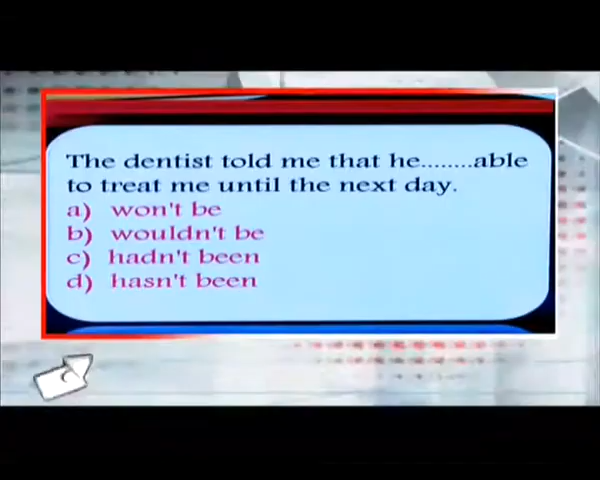 The dentist told me that he........able
to treat me until the next day.
a) won't be
b) wouldn't be
c) hadn't been
d) hasn't been